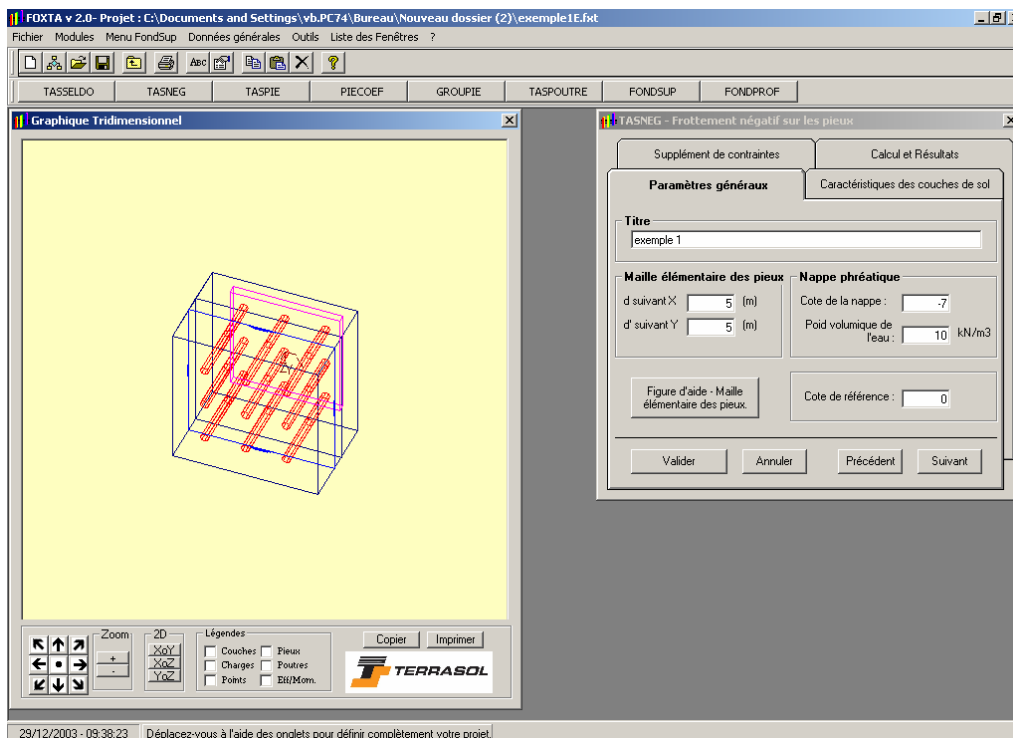 FOXTA v 2.0- Projet : C:\Documents and Settings\vb.PC74\Bureau\Nouveau dossier (2)\exemple1E.fxt
Fichier Modules Menu FondSup Données générales Outils Liste des Fenêtres ?
ABC
TASSELDO TASNEG TASPIE PIECOEF GROUPIE TASPOUTRE FONDSUP FONDPROF
Graphique Tridimensionnel
TASNEG - Frottement négatif sur les pieux
Supplément de contraintes Calcul et Résultats
Paramètres généraux Caractéristiques des couches de sol
Titre
exemple 1
Maille élémentaire des pieux Nappe phréatique
d suivant X 5 (m) Cote de la nappe : -7
d' suivant Y 5 (m) Poid volumique de
l'eau : 10 kN/m3
Figure d'aide - Maille
élémentaire des pieux.
Cote de référence : 0
Valider Annuler Précédent Suivant
Zoom 2D Légendes
+ XoY Couches Pieux
- XoZ Charges Poutres
YoZ Points Eff/Mom.
Copier Imprimer
TERRASOL
29/12/2003 - 09:38:23 Déplacez-vous à l'aide des onglets pour définir complètement votre projet.